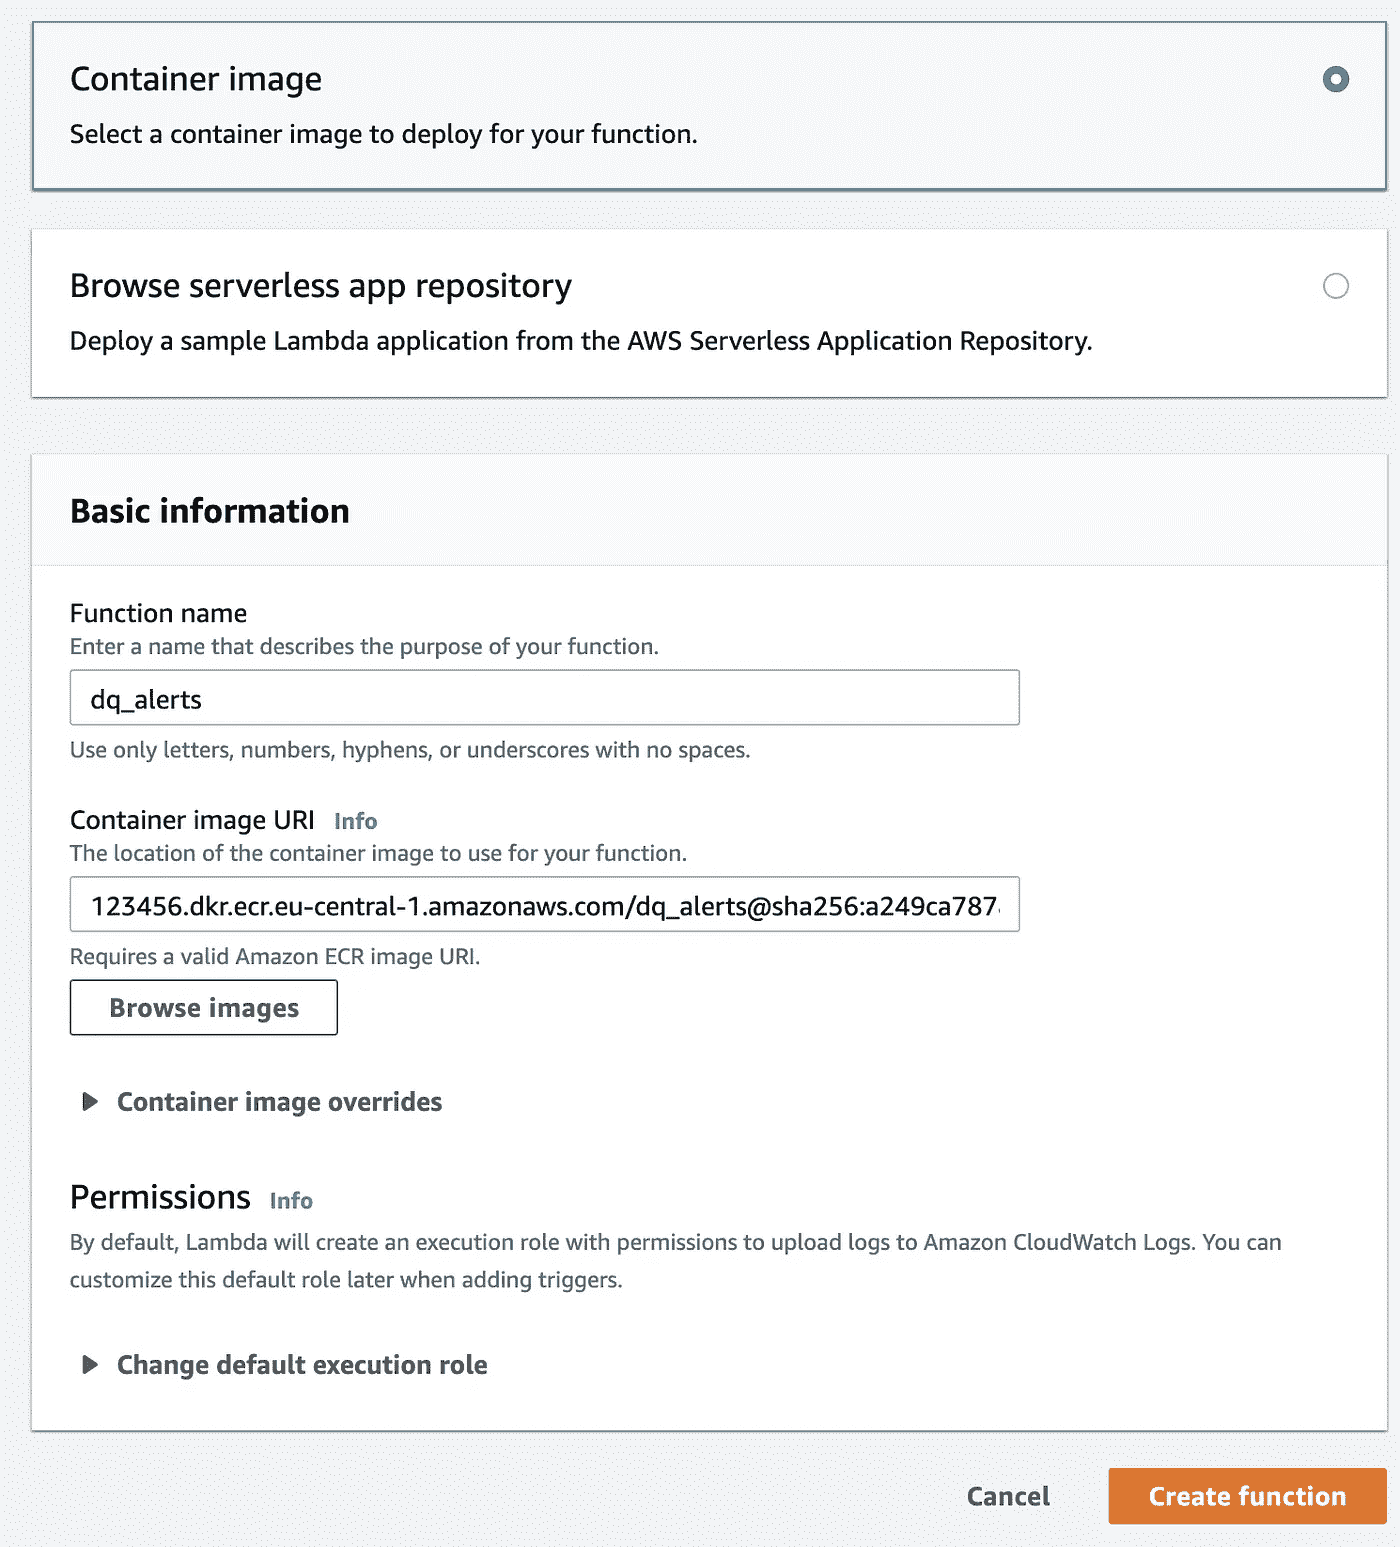 Container image
Select a container image to deploy for your function.
Browse serverless app repository
Deploy a sample Lambda application from the AWS Serverless Application Repository.
Basic information
Function name
Enter a name that describes the purpose of your function.
dq_alerts
Use only letters, numbers, hyphens, or underscores with no spaces.
Container image URI Info
The location of the container image to use for your function.
123456.dkr.ecr.eu-central-1.amazonaws.com/dq_alerts@sha256:a249ca787
Requires a valid Amazon ECR image URI.
Browse images
Container image overrides
Permissions Info
By default, Lambda will create an execution role with permissions to upload logs to Amazon CloudWatch Logs. You can
customize this default role later when adding triggers.
Change default execution role
Cancel Create function